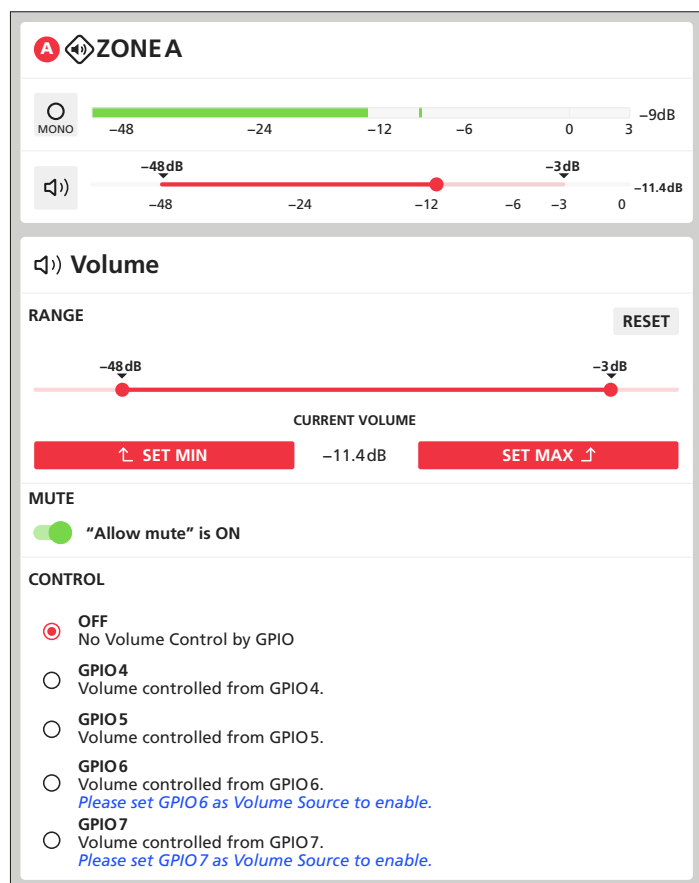 A ZONE A
MONO
–9dB
–48 –24 –12 –6 0 3
–48dB –3dB
–11.4dB
–48 –24 –12 –6 –3 0
Volume
RANGE
RESET
–48dB –3dB
CURRENT VOLUME
SET MIN –11.4dB SET MAX
MUTE
“Allow mute” is ON
CONTROL
OFF
No Volume Control by GPIO
GPIO4
Volume controlled from GPIO4.
GPIO5
Volume controlled from GPIO5.
GPIO6
Volume controlled from GPIO6.
Please set GPIO6 as Volume Source to enable.
GPIO7
Volume controlled from GPIO7.
Please set GPIO7 as Volume Source to enable.